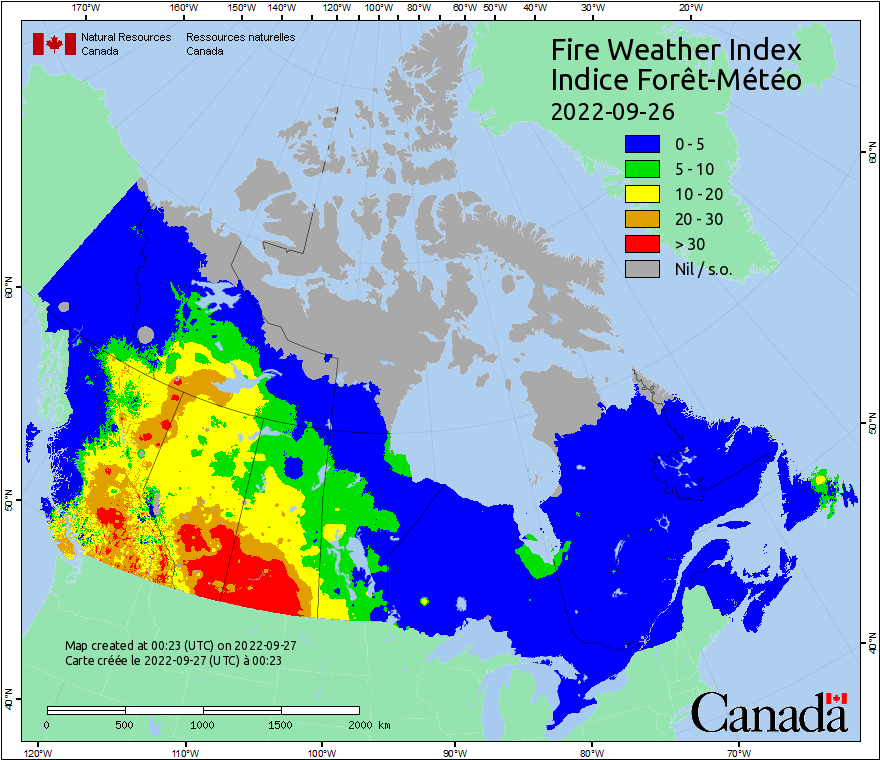 170°W 160°W 150°W 140°W 130°W 120°W 110°W 100°W 90°W 80°W 70°W 60°W 50°W 40°W 30°W 20°W
Natural Resources Ressources naturelles
Canada Canada
Fire Weather Index
Indice Forêt-Météo
2022-09-26
0 - 5
5 - 10
10 - 20
20 - 30
> 30
Nil / s.o.
60°N
60°N
50°N
50°N
40°N
40°N
Map created at 00:23 (UTC) on 2022-09-27
Carte créée le 2022-09-27 (UTC) à 00:23
0 500 1000 1500 2000 km
Canada
120°W 110°W 100°W 90°W 80°W 70°W